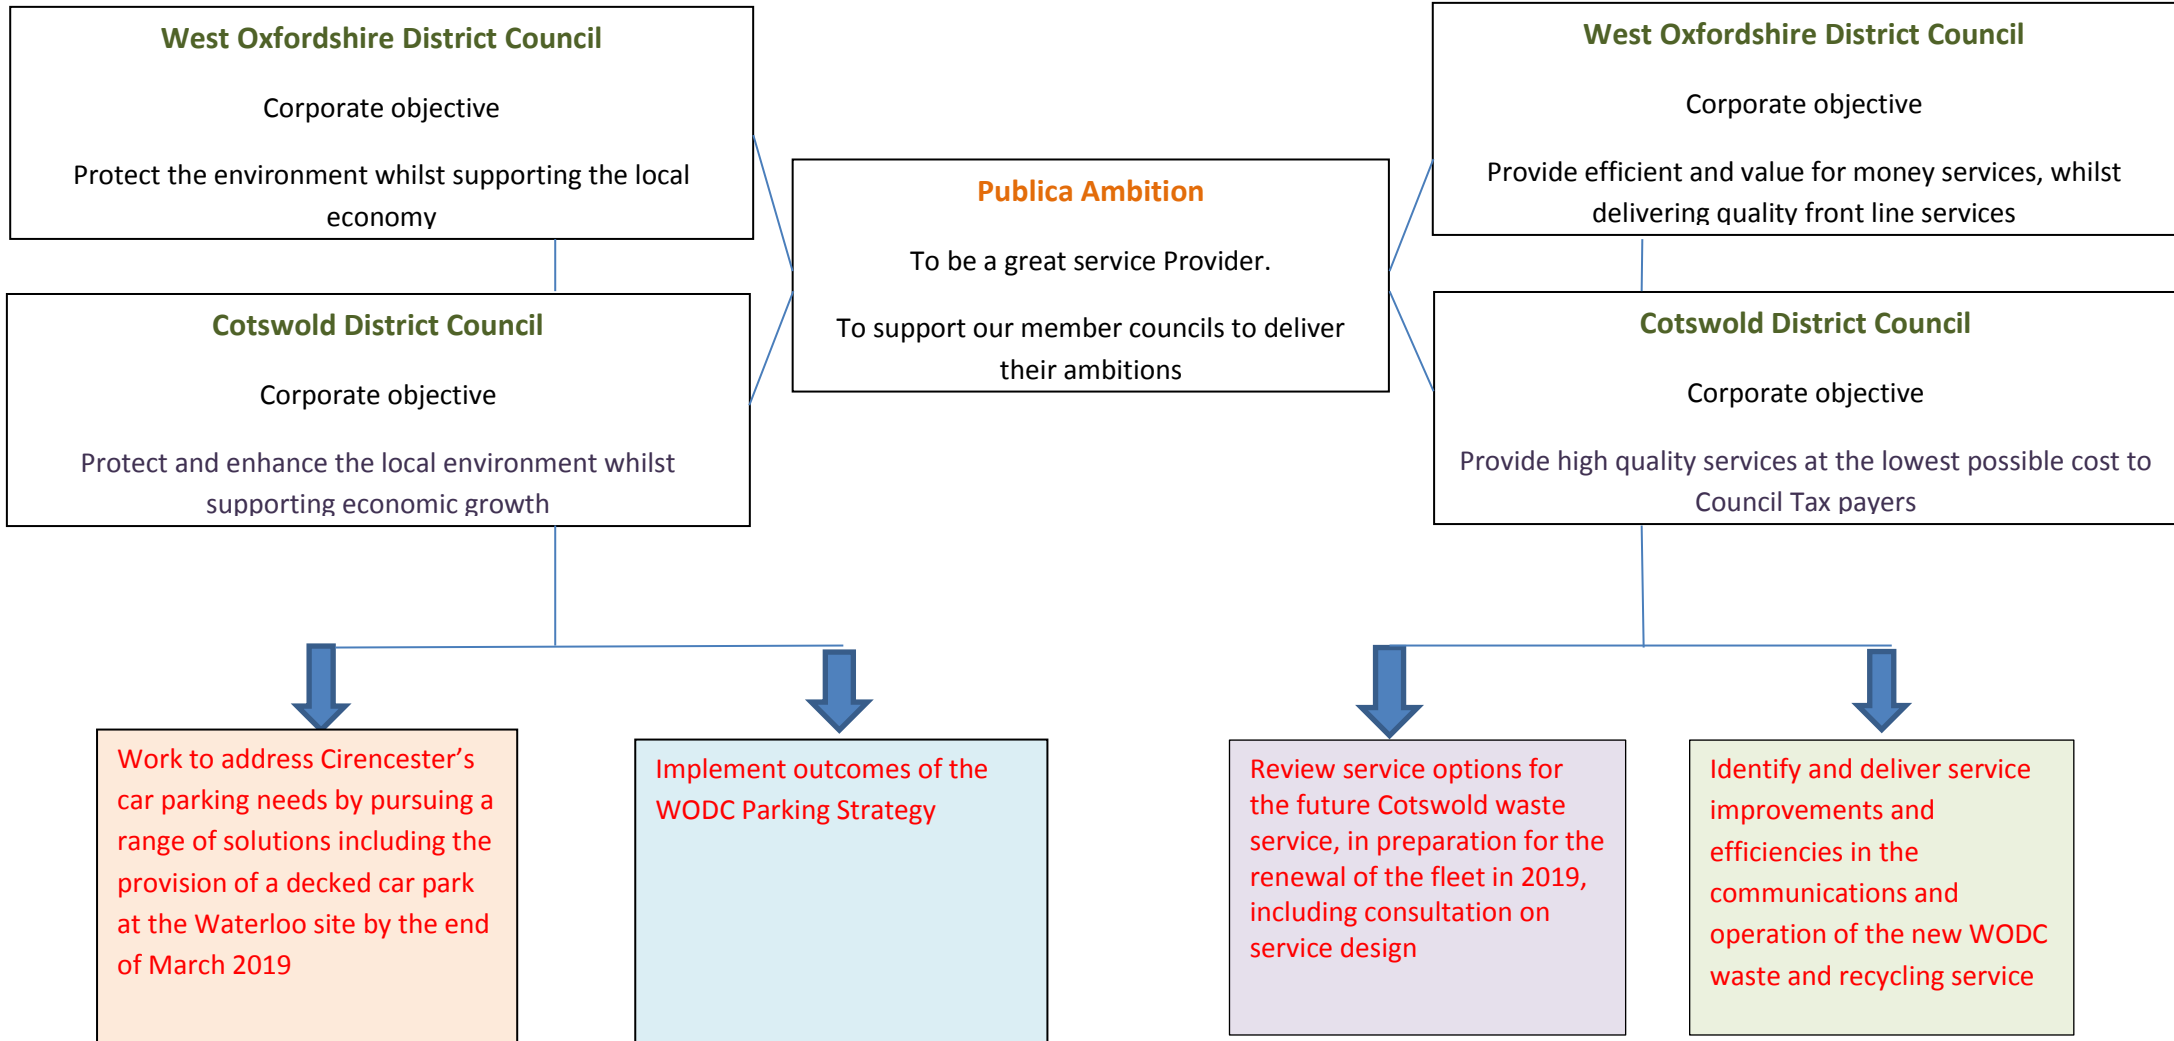 West Oxfordshire District Council
Corporate objective
Protect the environment whilst supporting the local
economy
Cotswold District Council
Corporate objective
Protect and enhance the local environment whilst
supporting economic growth
Publica Ambition
To be a great service Provider.
To support our member councils to deliver
their ambitions
West Oxfordshire District Council
Corporate objective
Provide efficient and value for money services, whilst
delivering quality front line services
Cotswold District Council
Corporate objective
Provide high quality services at the lowest possible cost to
Council Tax payers
Work to address Cirencester’s
car parking needs by pursuing a
range of solutions including the
provision of a decked car park
at the Waterloo site by the end
of March 2019
Implement outcomes of the
WODC Parking Strategy
Review service options for
the future Cotswold waste
service, in preparation for the
renewal of the fleet in 2019,
including consultation on
service design
Identify and deliver service
improvements and
efficiencies in the
communications and
operation of the new WODC
waste and recycling service